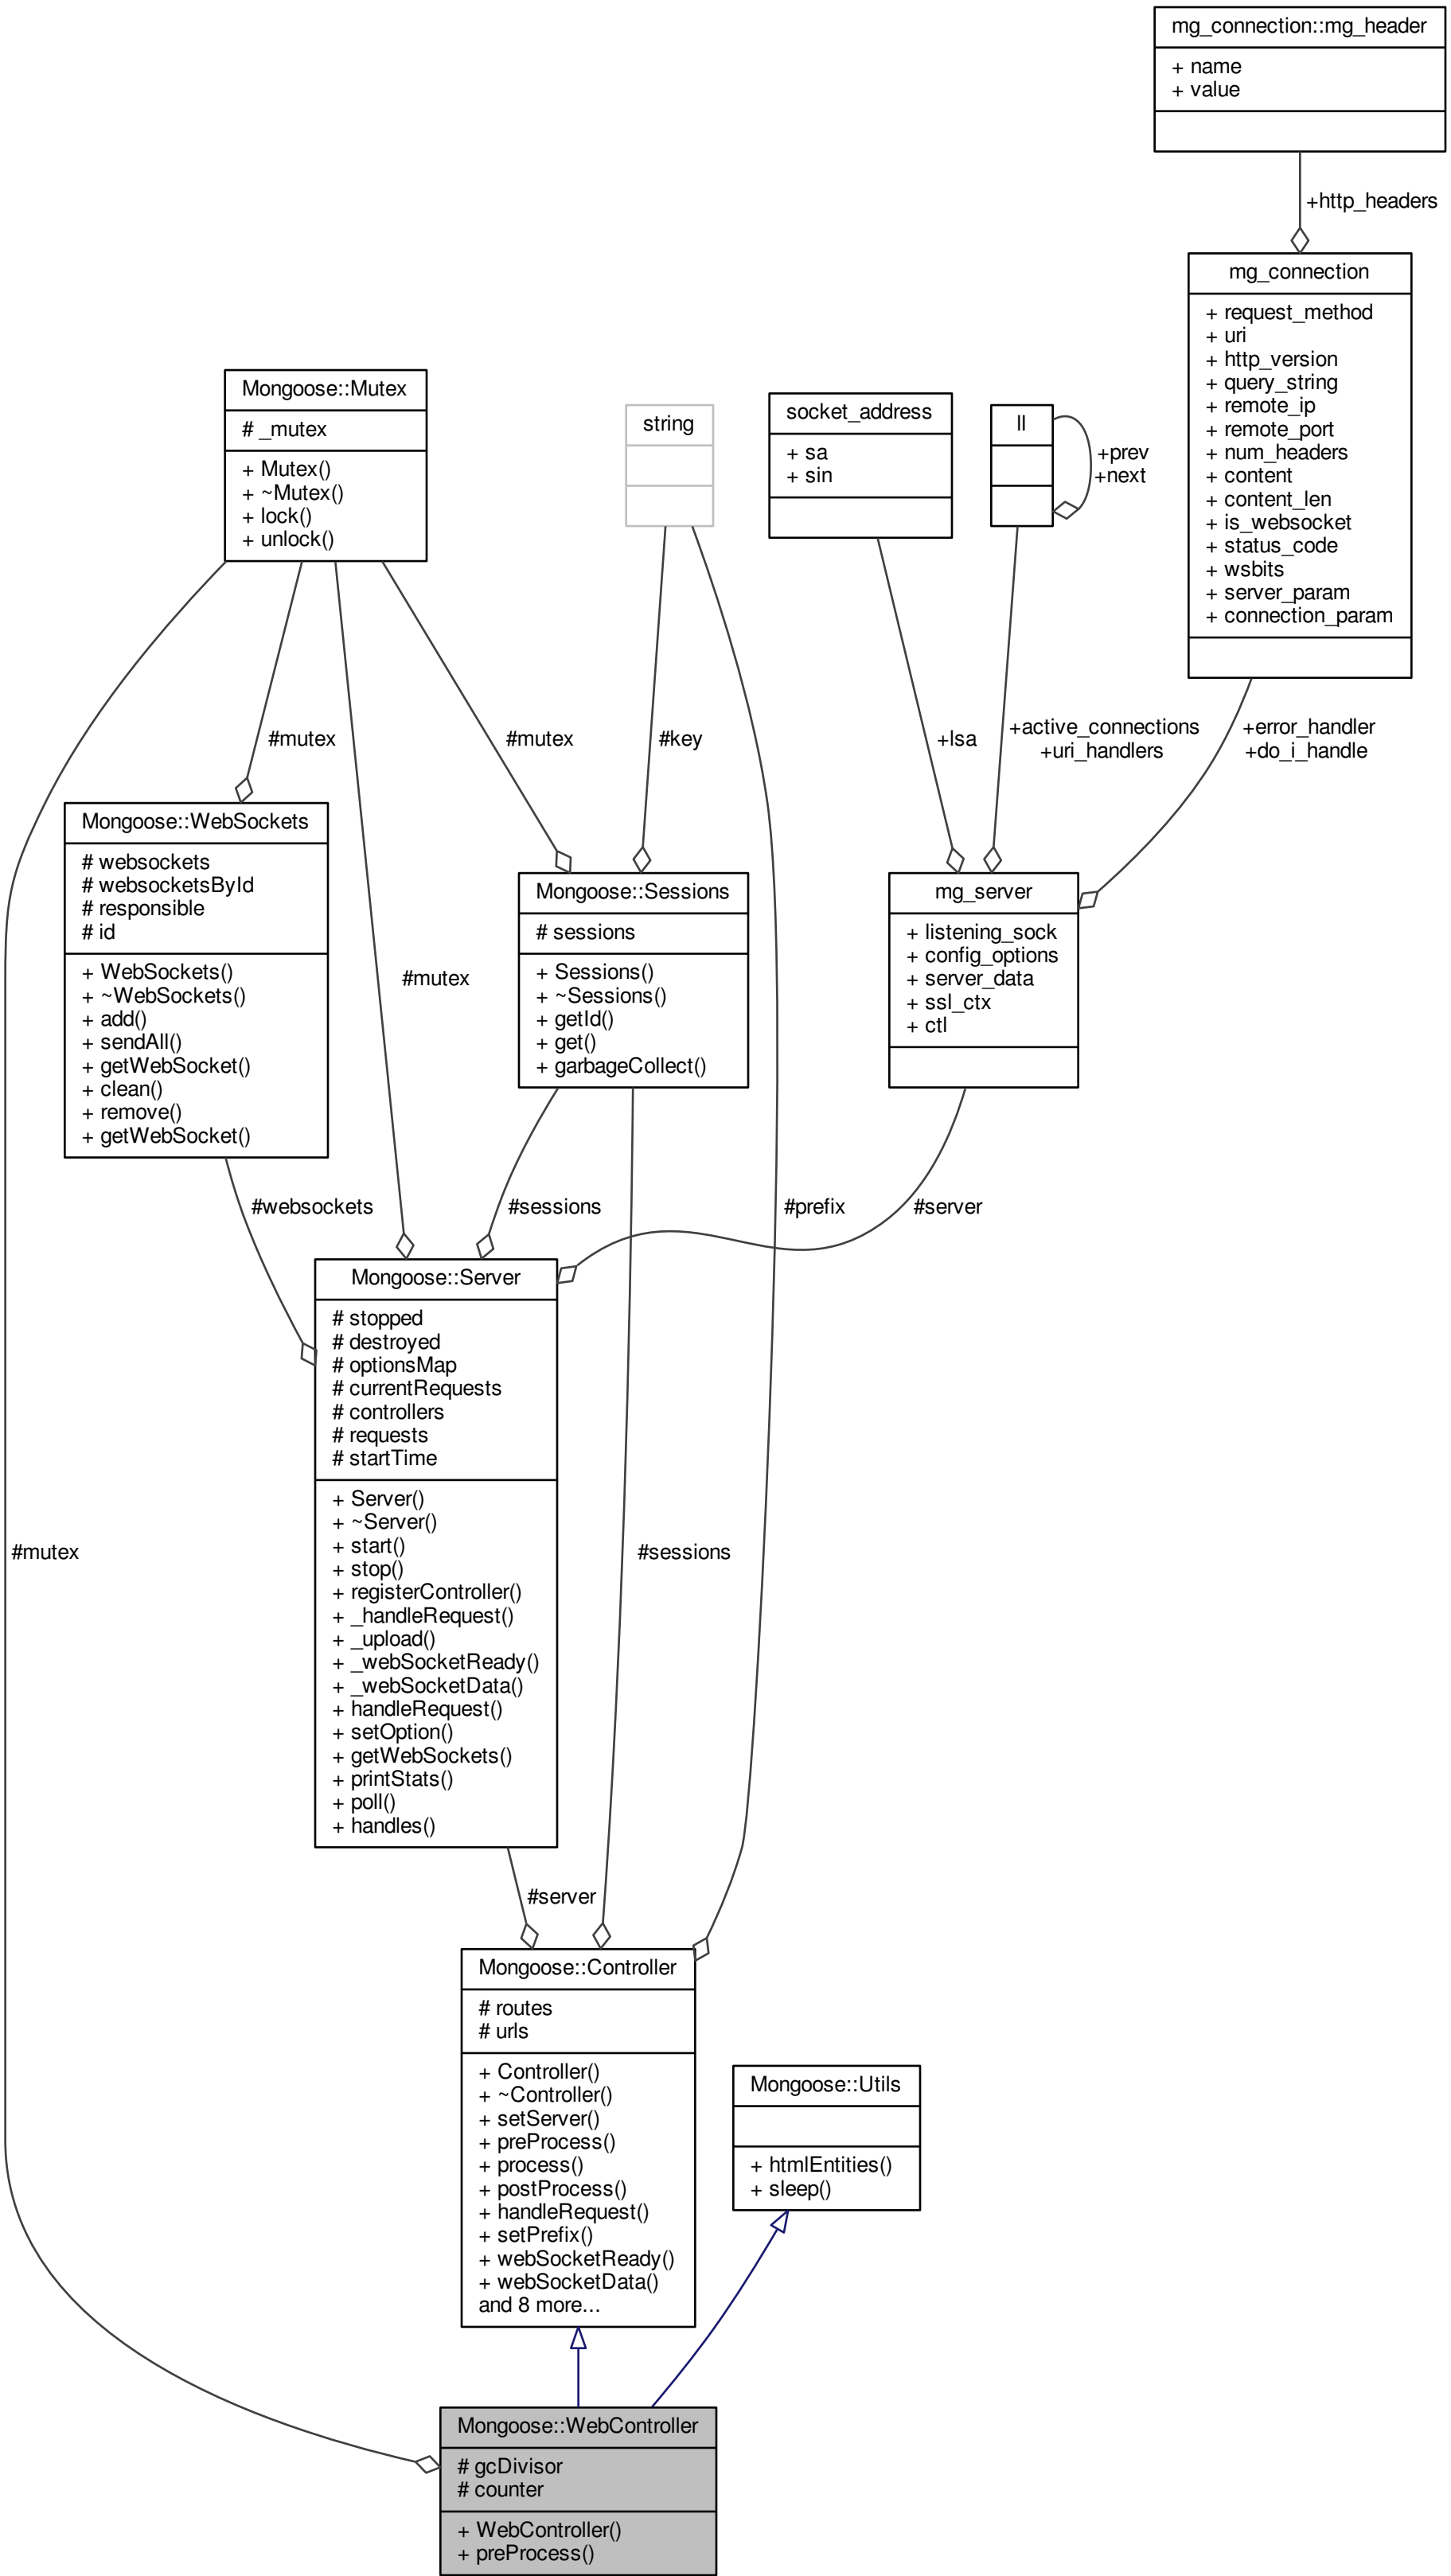 mg_connection::mg_header
+ name
+ value
+http_headers
mg_connection
+ request_method
+ uri
+ http_version
+ query_string
+ remote_ip
+ remote_port
+ num_headers
+ content
+ content_len
+ is_websocket
+ status_code
+ wsbits
+ server_param
+ connection_param
Mongoose::Mutex
# _mutex
+ Mutex()
+ ~Mutex()
+ lock()
+ unlock()
string
socket_address
+ sa
+ sin
ll
+prev
+next
#mutex
#mutex
#key
+lsa
+active_connections
+uri_handlers
+error_handler
+do_i_handle
Mongoose::WebSockets
# websockets
# websocketsById
# responsible
# id
+ WebSockets()
+ ~WebSockets()
+ add()
+ sendAll()
+ getWebSocket()
+ clean()
+ remove()
+ getWebSocket()
#mutex
Mongoose::Sessions
# sessions
+ Sessions()
+ ~Sessions()
+ getId()
+ get()
+ garbageCollect()
mg_server
+ listening_sock
+ config_options
+ server_data
+ ssl_ctx
+ ctl
#websockets
#sessions
#prefix
#server
Mongoose::Server
# stopped
# destroyed
# optionsMap
# currentRequests
# controllers
# requests
# startTime
+ Server()
+ ~Server()
+ start()
+ stop()
+ registerController()
+ _handleRequest()
+ _upload()
+ _webSocketReady()
+ _webSocketData()
+ handleRequest()
+ setOption()
+ getWebSockets()
+ printStats()
+ poll()
+ handles()
#mutex
#sessions
#server
Mongoose::Controller
# routes
# urls
+ Controller()
+ ~Controller()
+ setServer()
+ preProcess()
+ process()
+ postProcess()
+ handleRequest()
+ setPrefix()
+ webSocketReady()
+ webSocketData()
and 8 more...
Mongoose::Utils
+ htmlEntities()
+ sleep()
Mongoose::WebController
# gcDivisor
# counter
+ WebController()
+ preProcess()